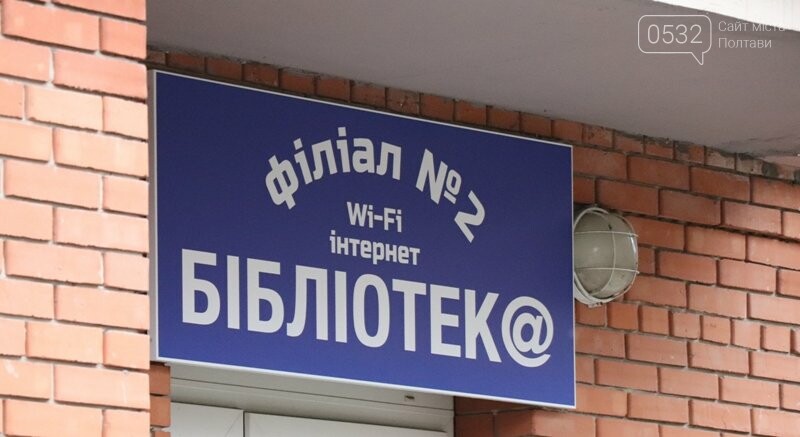 0532 Сайт міста
Полтави
філіал №2
Wi-Fi
інтернет
БІБЛІОТЕК@